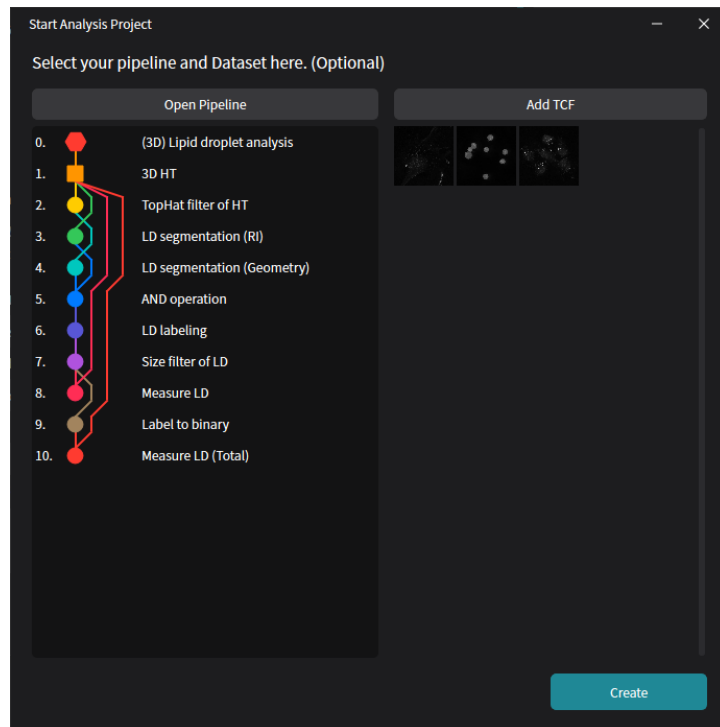 Start Analysis Project
Select your pipeline and Dataset here. (Optional)
Open Pipeline
Add TCF
0. (3D) Lipid droplet analysis
1. 3D HT
2. TopHat filter of HT
3. LD segmentation (RI)
4. LD segmentation (Geometry)
5. AND operation
6. LD labeling
7. Size filter of LD
8. Measure LD
9. Label to binary
10. Measure LD (Total)
Create